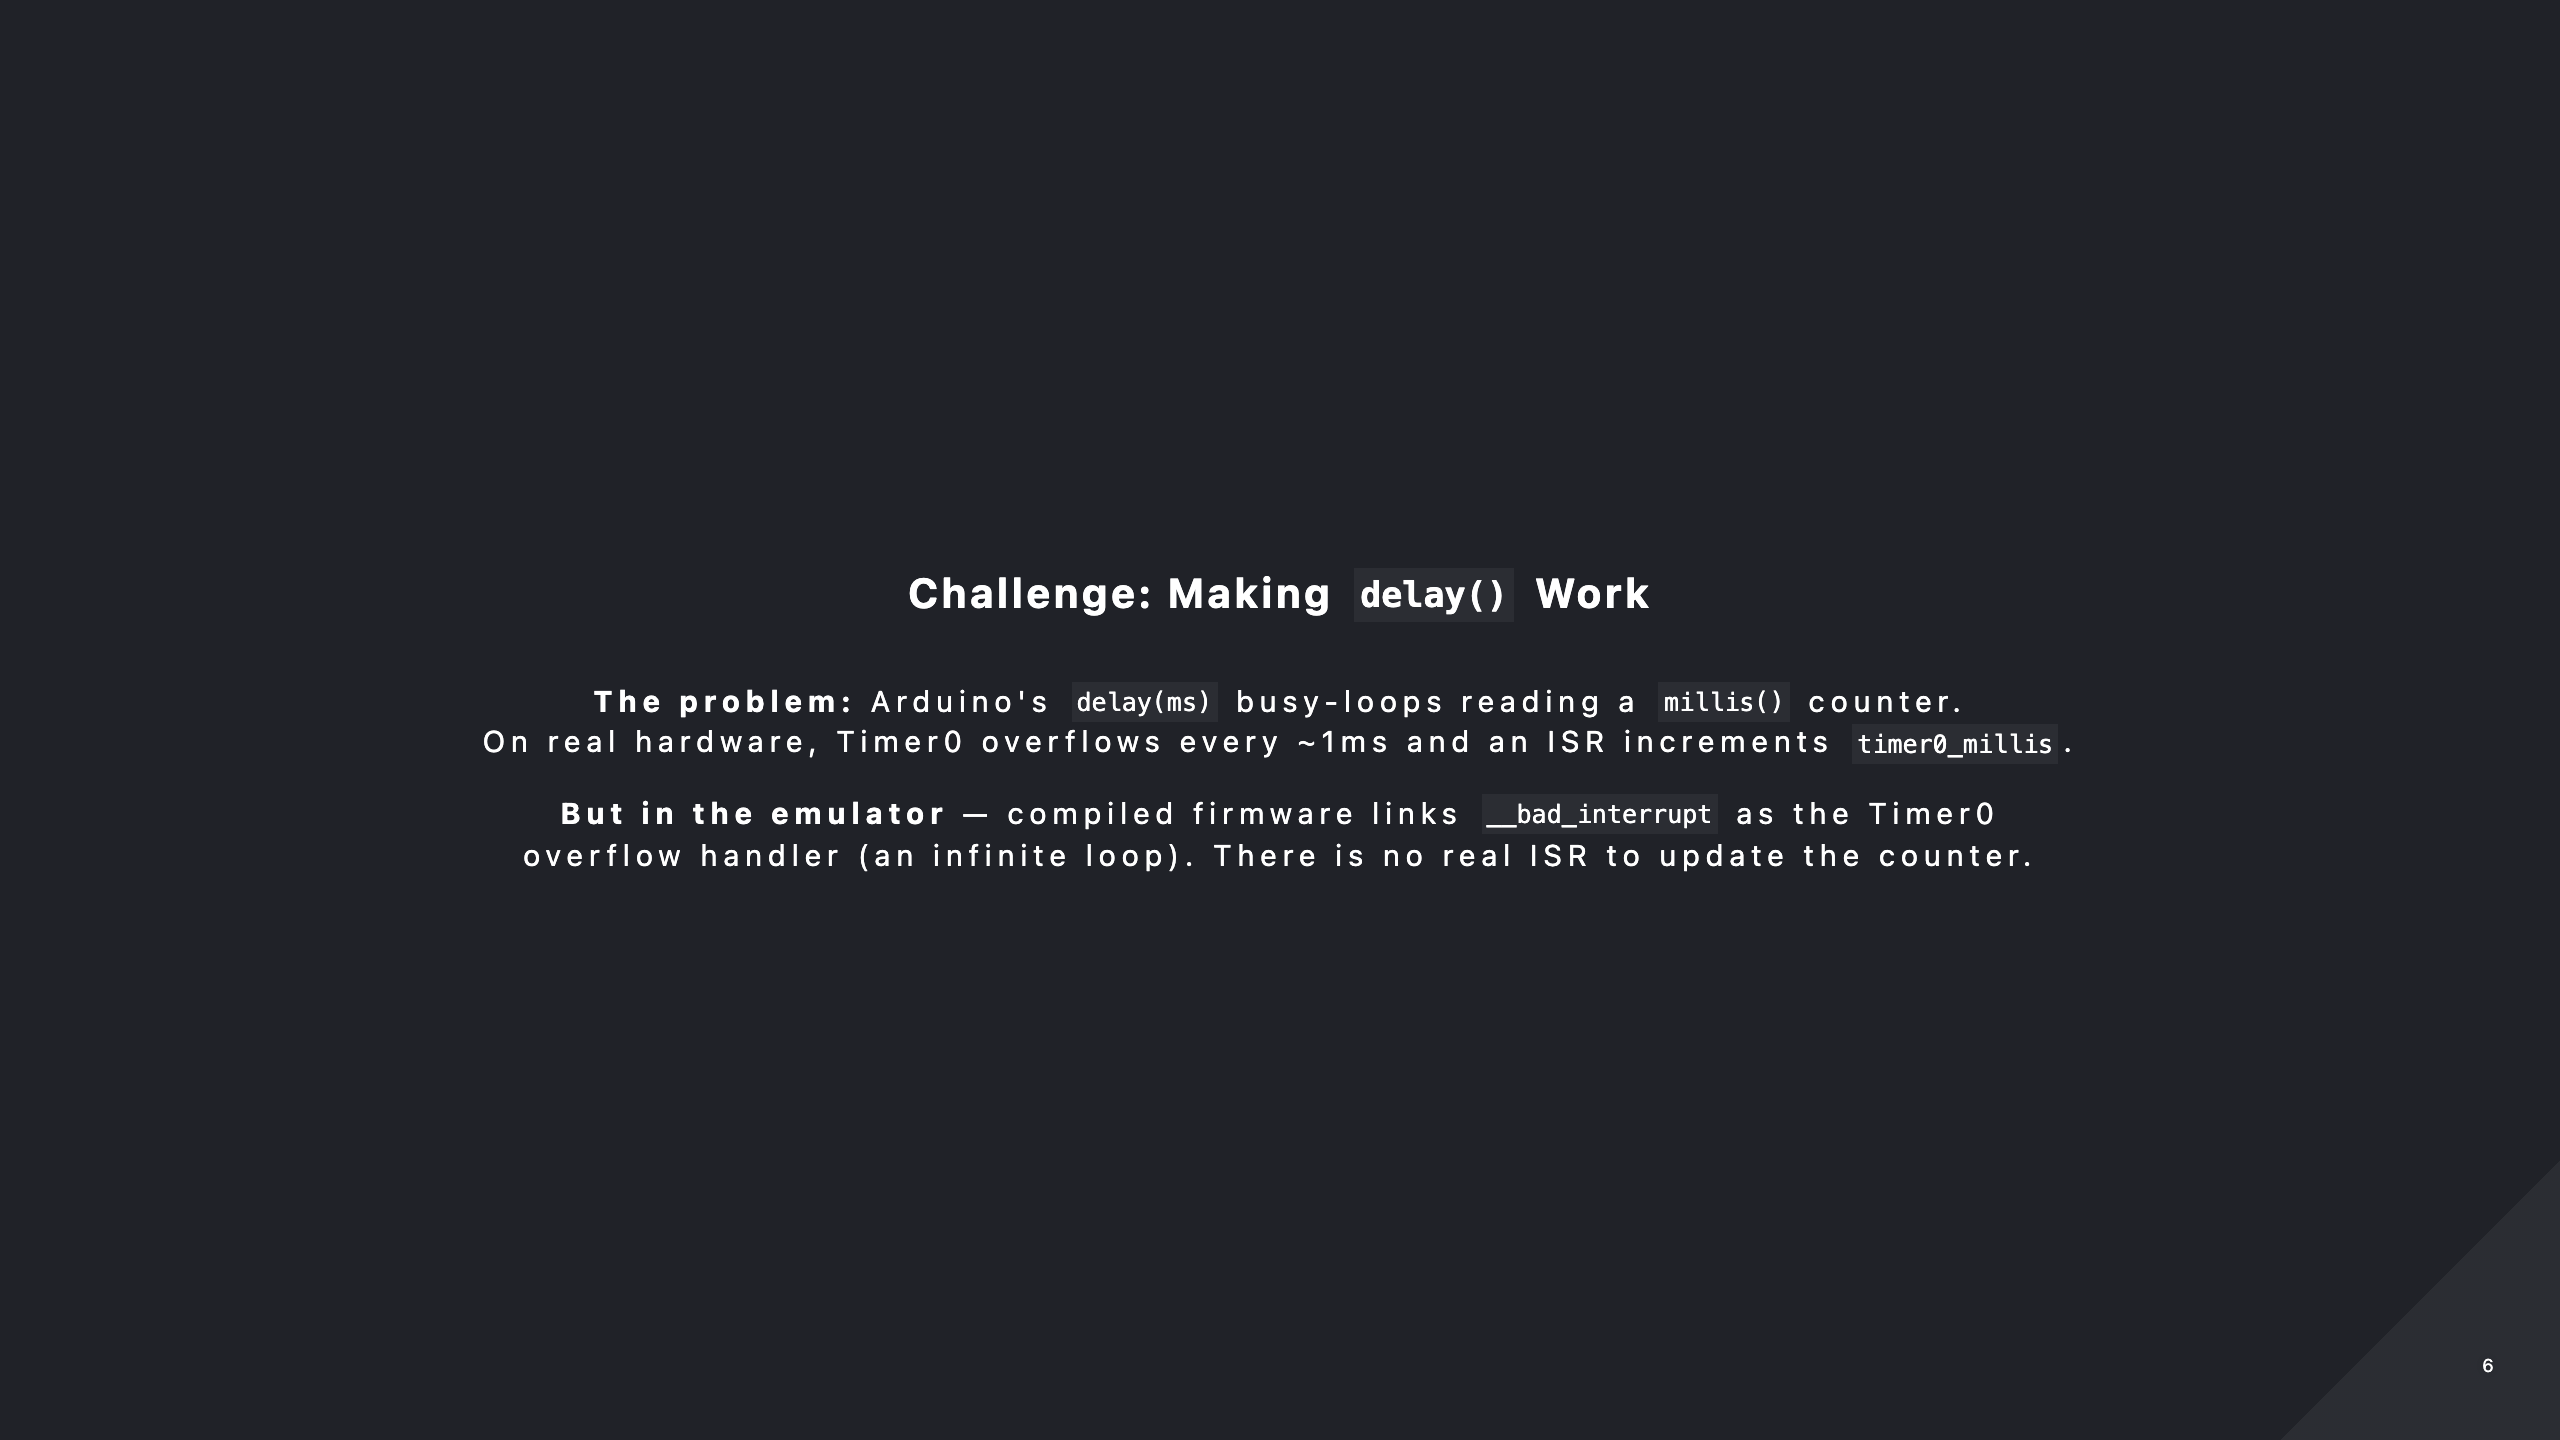 Challenge: Making delay() Work
The problem: Arduino's delay(ms) busy-loops reading a millis() counter.
On real hardware, Timer0 overflows every ~1ms and an ISR increments timer0_millis.
But in the emulator — compiled firmware links __bad_interrupt as the Timer0
overflow handler (an infinite loop). There is no real ISR to update the counter.
6